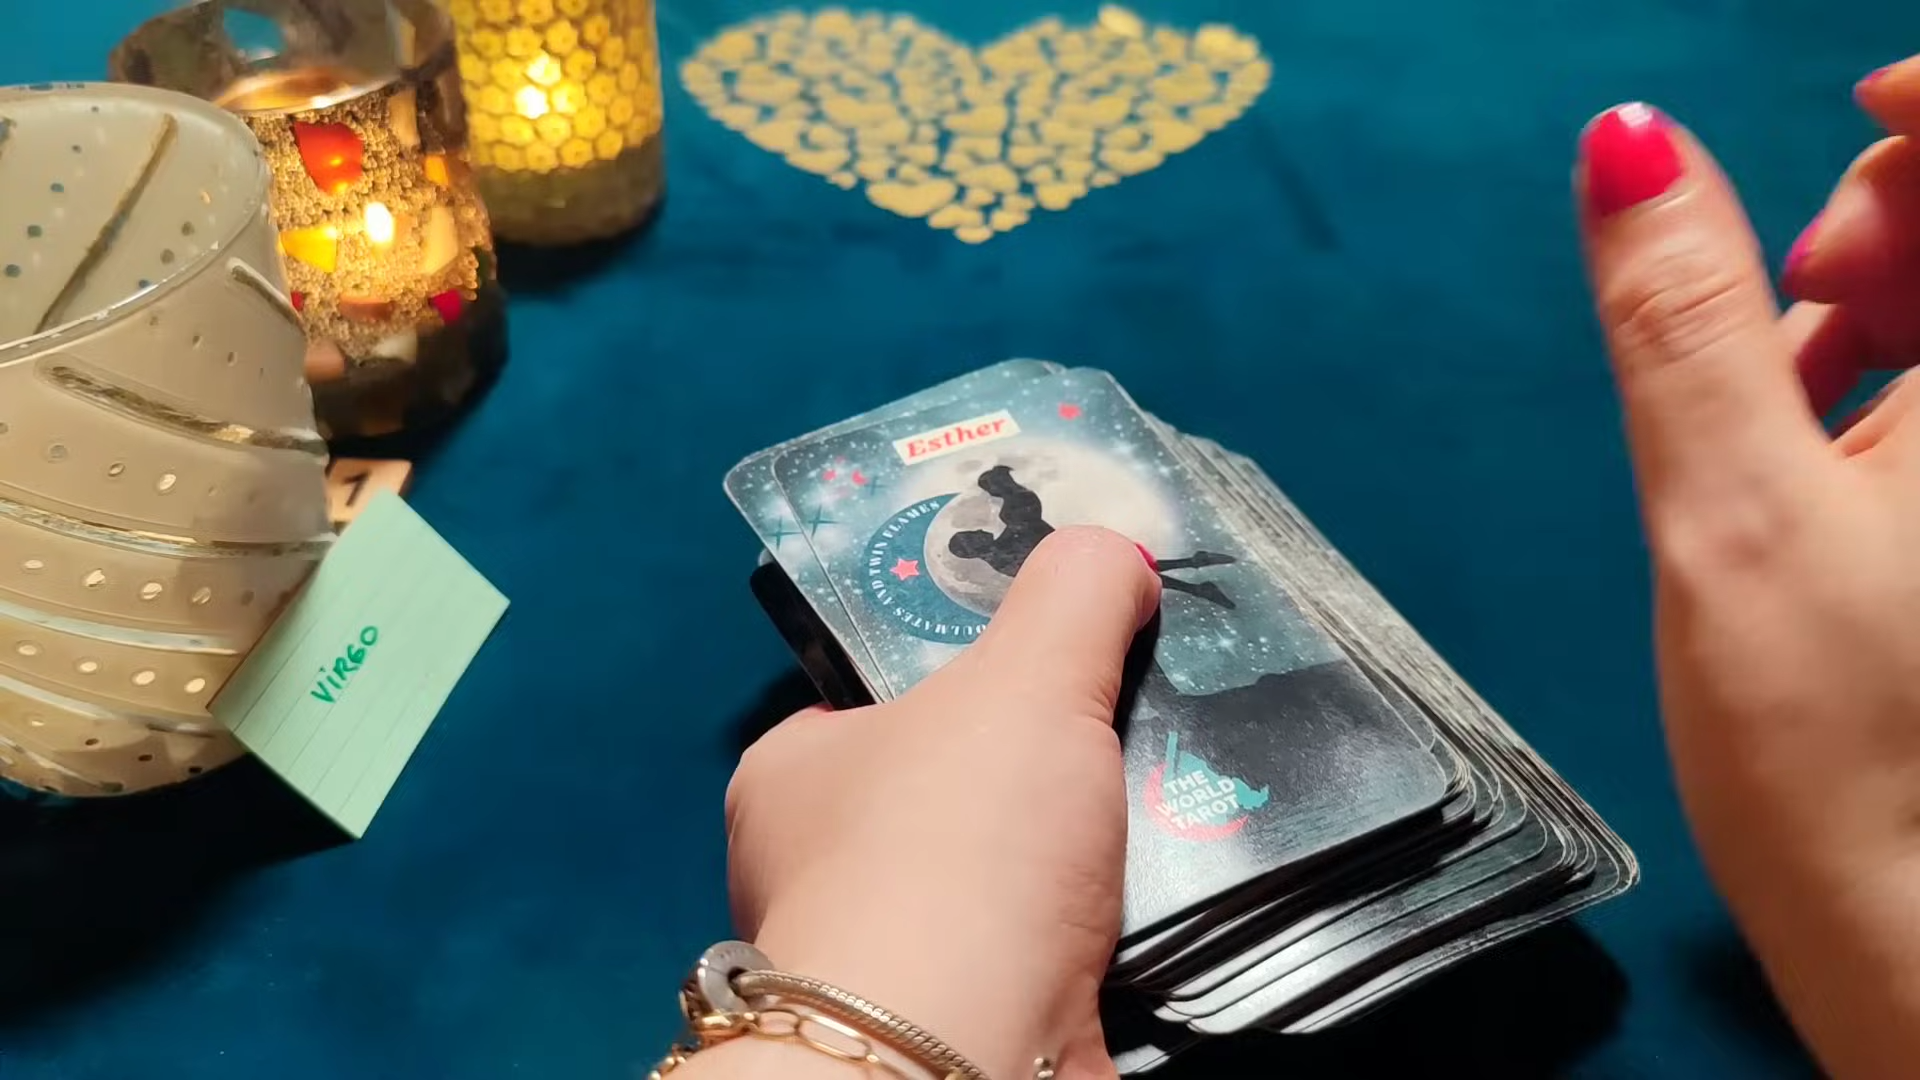 Esther
SOULMATES AND TWIN FLAMES
VIRGO
THE
WORLD
TAROT